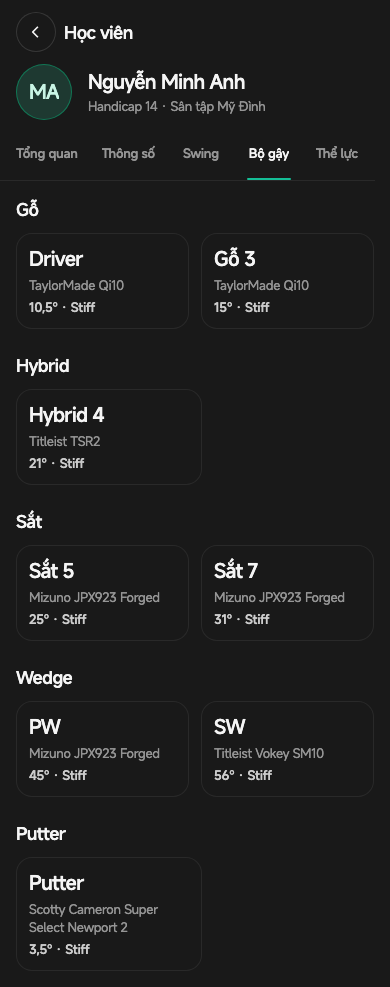 Học viên
MA
Nguyễn Minh Anh
Handicap 14 · Sân tập Mỹ Đình
Tổng quan Thông số Swing Bộ gậy Thể lực
Gỗ
Driver
TaylorMade Qi10
10,5° · Stiff
Gỗ 3
TaylorMade Qi10
15° · Stiff
Hybrid
Hybrid 4
Titleist TSR2
21° · Stiff
Sắt
Sắt 5
Mizuno JPX923 Forged
25° · Stiff
Sắt 7
Mizuno JPX923 Forged
31° · Stiff
Wedge
PW
Mizuno JPX923 Forged
45° · Stiff
SW
Titleist Vokey SM10
56° · Stiff
Putter
Putter
Scotty Cameron Super
Select Newport 2
3,5° · Stiff